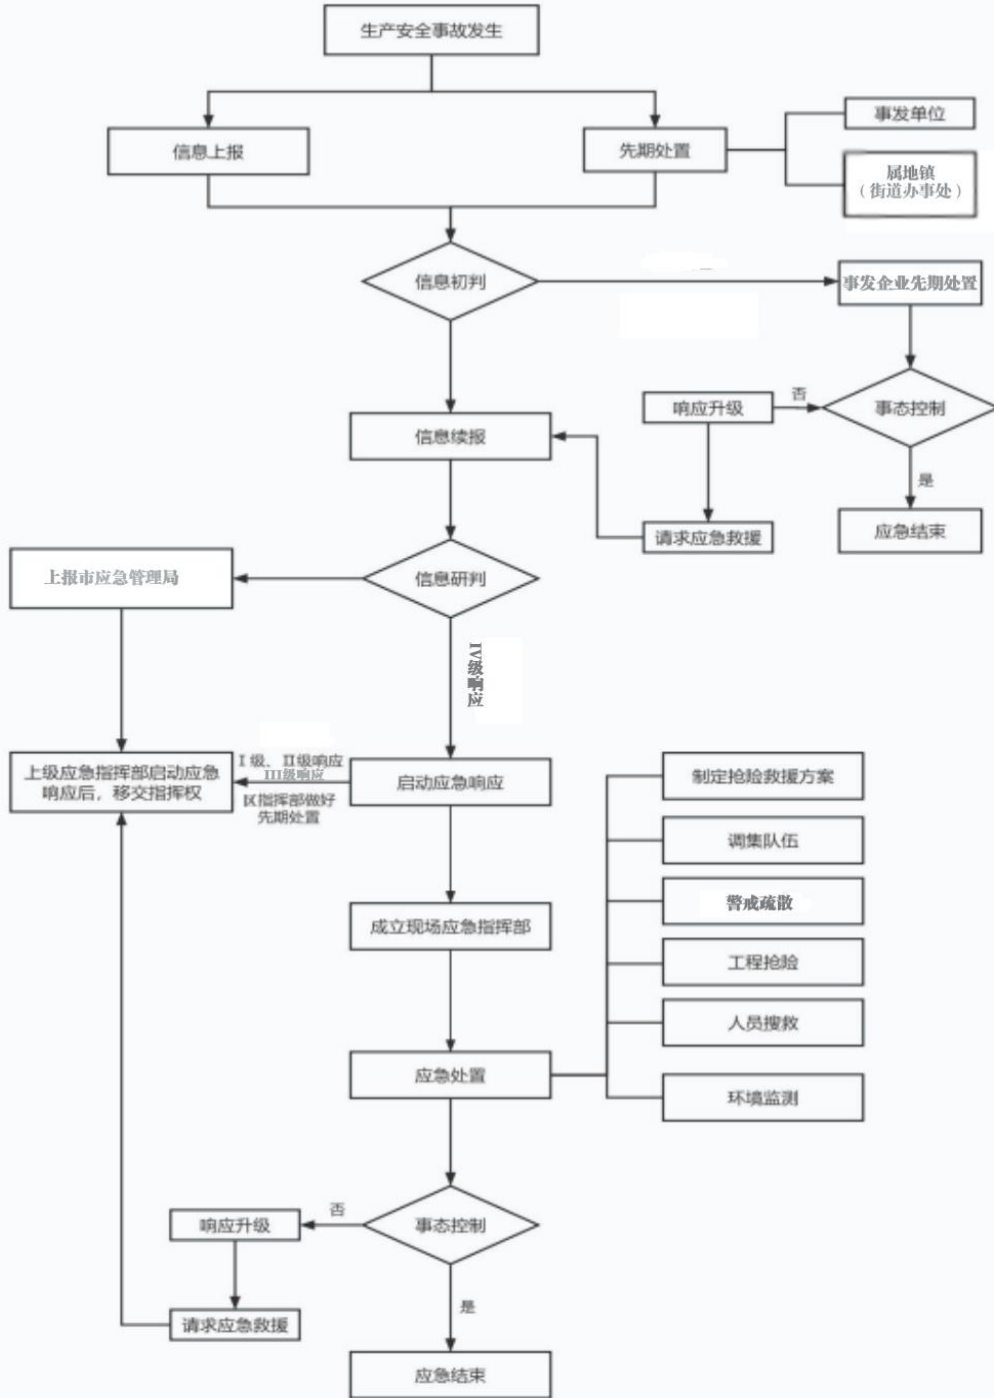 生产安全事故发生
信息上报
先期处置
事发单位
属地镇
（街道办事处）
信息初判
事发企业先期处置
响应升级
否
事态控制
信息续报
是
请求应急救援
应急结束
上报市应急管理局
信息研判
IV级响应
上级应急指挥部启动应急
响应后，移交指挥权
I 级、II级响应
III级响应
区指挥部做好
先期处置
启动应急响应
制定抢险救援方案
调集队伍
警戒疏散
成立现场应急指挥部
工程抢险
人员搜救
应急处置
环境监测
响应升级
否
事态控制
是
请求应急救援
应急结束